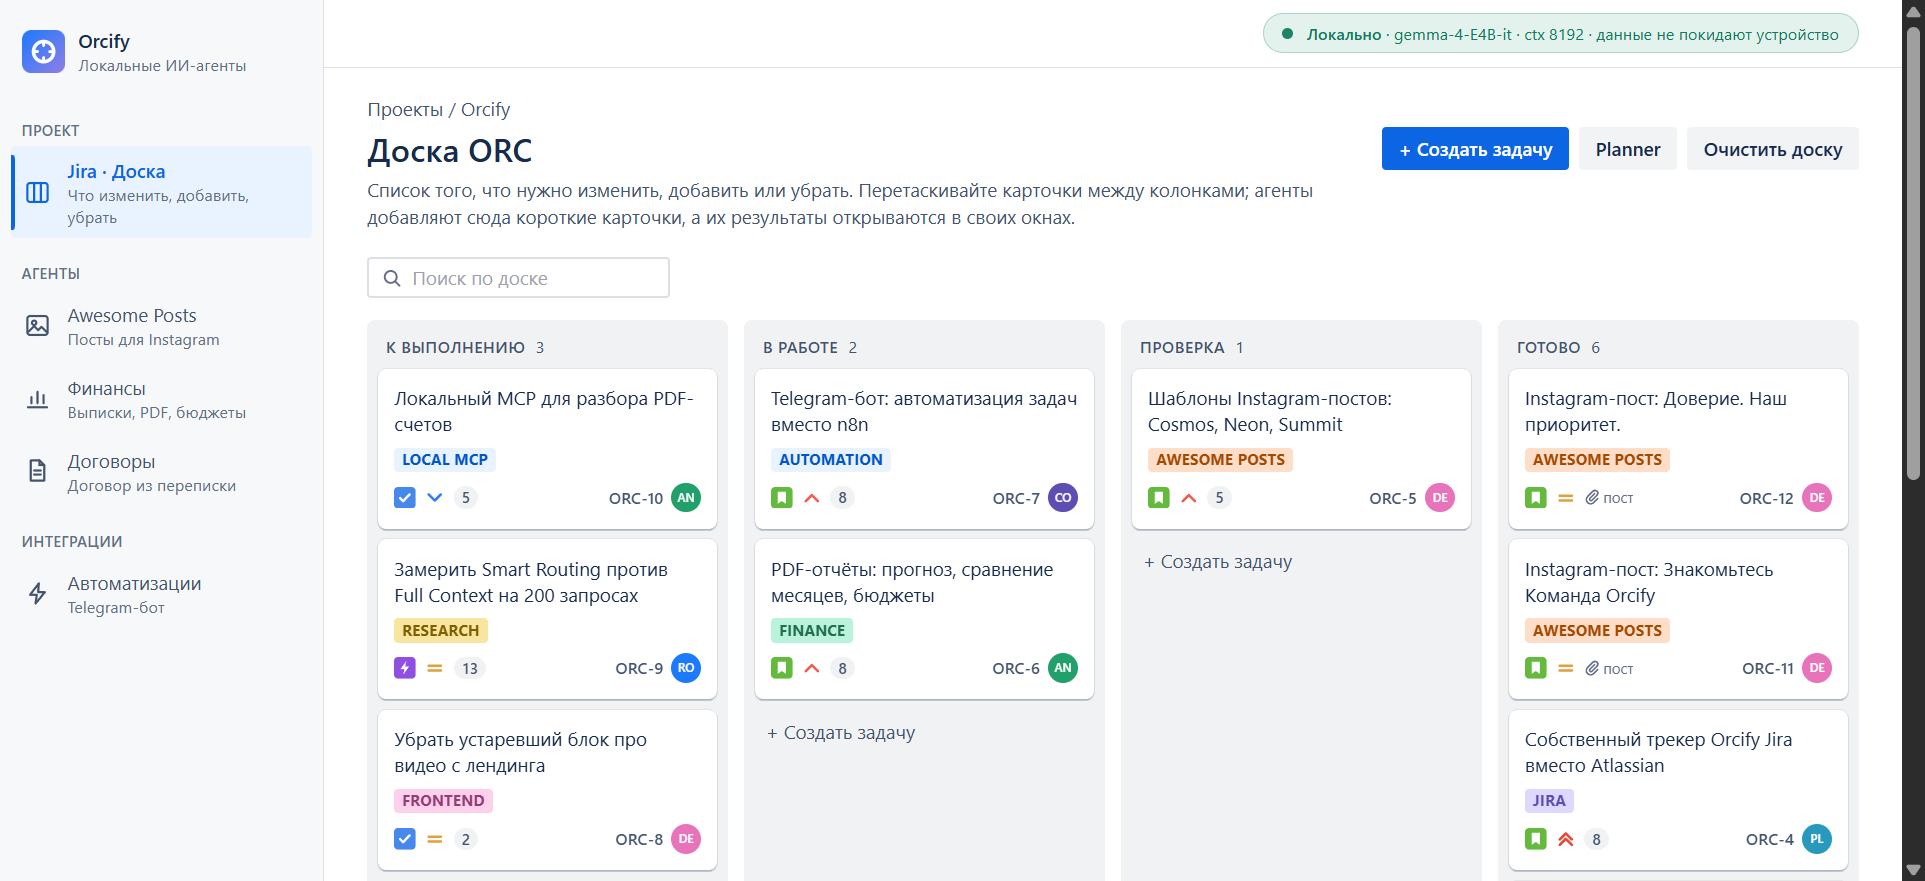 Orcify
Локальные ИИ-агенты
ПРОЕКТ
Jira · Доска
Что изменить, добавить,
убрать
АГЕНТЫ
Awesome Posts
Посты для Instagram
Финансы
Выписки, PDF, бюджеты
Договоры
Договор из переписки
ИНТЕГРАЦИИ
Автоматизации
Telegram-бот
Локально · gemma-4-E4B-it · ctx 8192 · данные не покидают устройство
Проекты / Orcify
Доска ORC
+ Создать задачу
Planner
Очистить доску
Список того, что нужно изменить, добавить или убрать. Перетаскивайте карточки между колонками; агенты
добавляют сюда короткие карточки, а их результаты открываются в своих окнах.
Поиск по доске
К ВЫПОЛНЕНИЮ 3
Локальный MCP для разбора PDF-
счетов
LOCAL MCP
5 ORC-10 AN
Замерить Smart Routing против
Full Context на 200 запросах
RESEARCH
13 ORC-9 RO
Убрать устаревший блок про
видео с лендинга
FRONTEND
2 ORC-8 DE
В РАБОТЕ 2
Telegram-бот: автоматизация задач
вместо n8n
AUTOMATION
8 ORC-7 CO
PDF-отчёты: прогноз, сравнение
месяцев, бюджеты
FINANCE
8 ORC-6 AN
+ Создать задачу
ПРОВЕРКА 1
Шаблоны Instagram-постов:
Cosmos, Neon, Summit
AWESOME POSTS
5 ORC-5 DE
+ Создать задачу
ГОТОВО 6
Instagram-пост: Доверие. Наш
приоритет.
AWESOME POSTS
пост ORC-12 DE
Instagram-пост: Знакомьтесь
Команда Orcify
AWESOME POSTS
пост ORC-11 DE
Собственный трекер Orcify Jira
вместо Atlassian
JIRA
8 ORC-4 PL